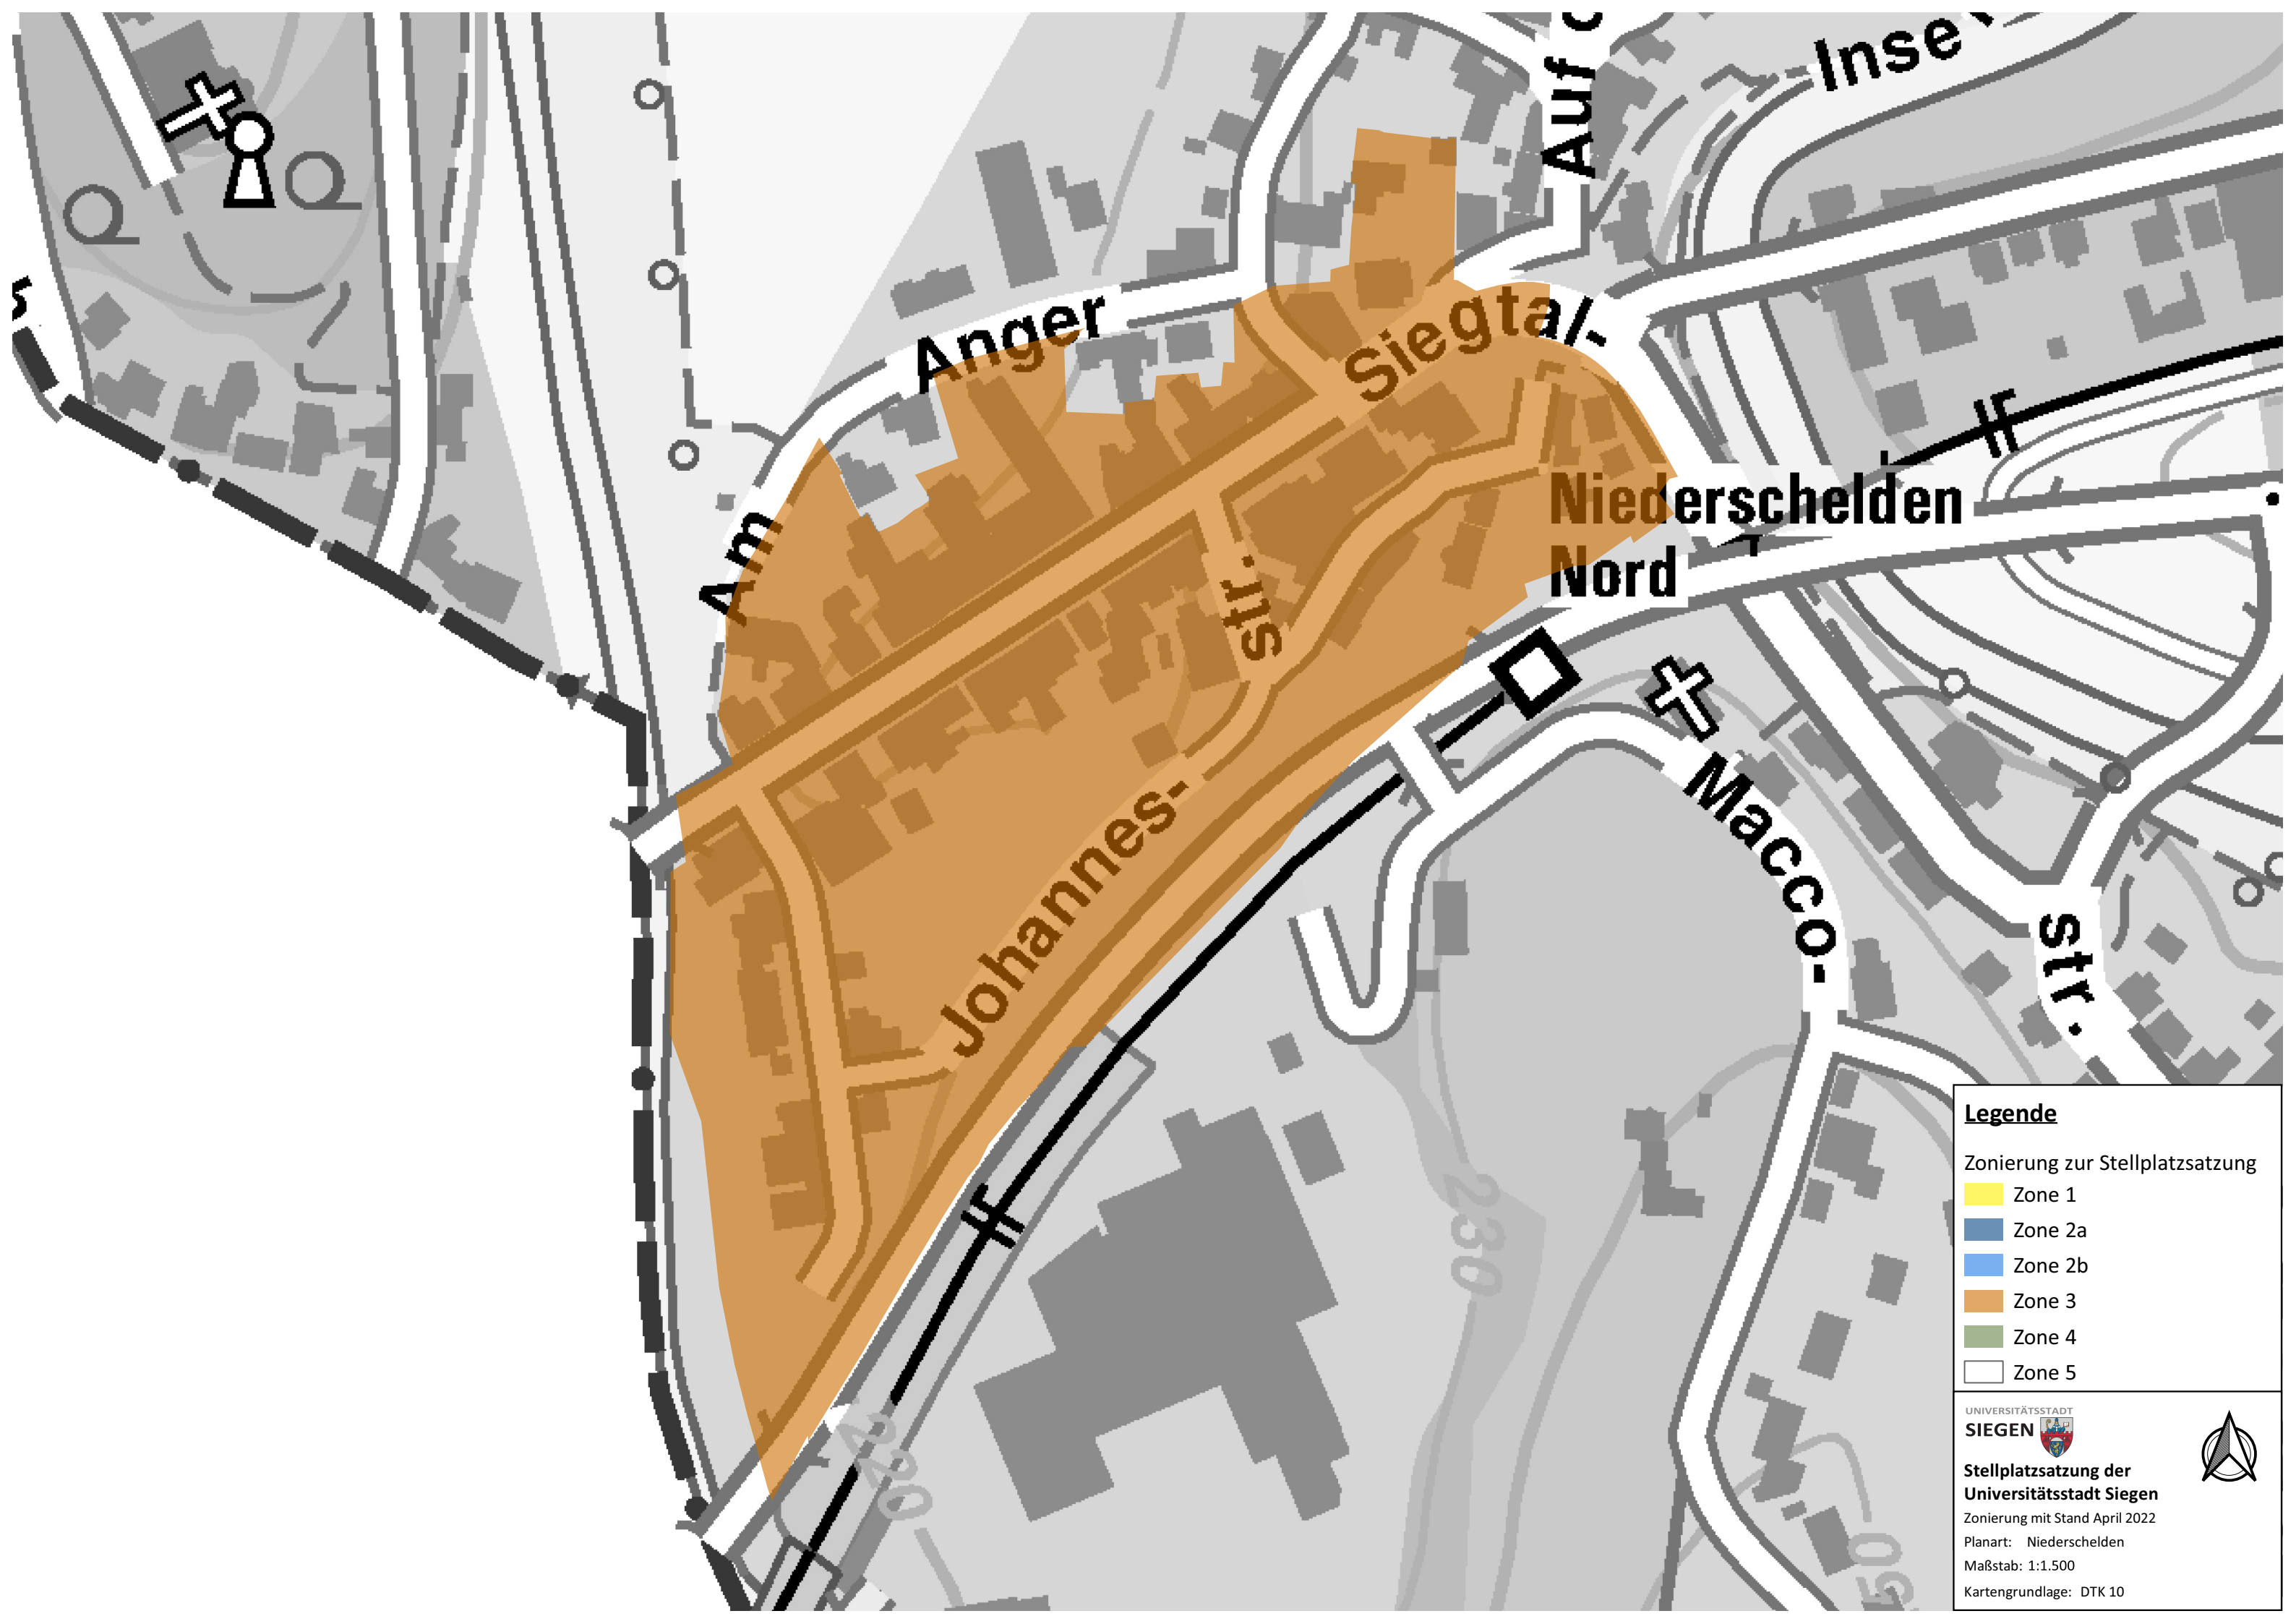 Auf d
Inse
Anger
Siegtal-
Am
str.
Niederschelden
Nord
Johannes-
Macco-
str.
230
220
Legende
Zonierung zur Stellplatzsatzung
Zone 1
Zone 2a
Zone 2b
Zone 3
Zone 4
Zone 5
UNIVERSITÄTSSTADT
SIEGEN
Stellplatzsatzung der
Universitätsstadt Siegen
Zonierung mit Stand April 2022
Planart: Niederschelden
Maßstab: 1:1.500
Kartengrundlage: DTK 10